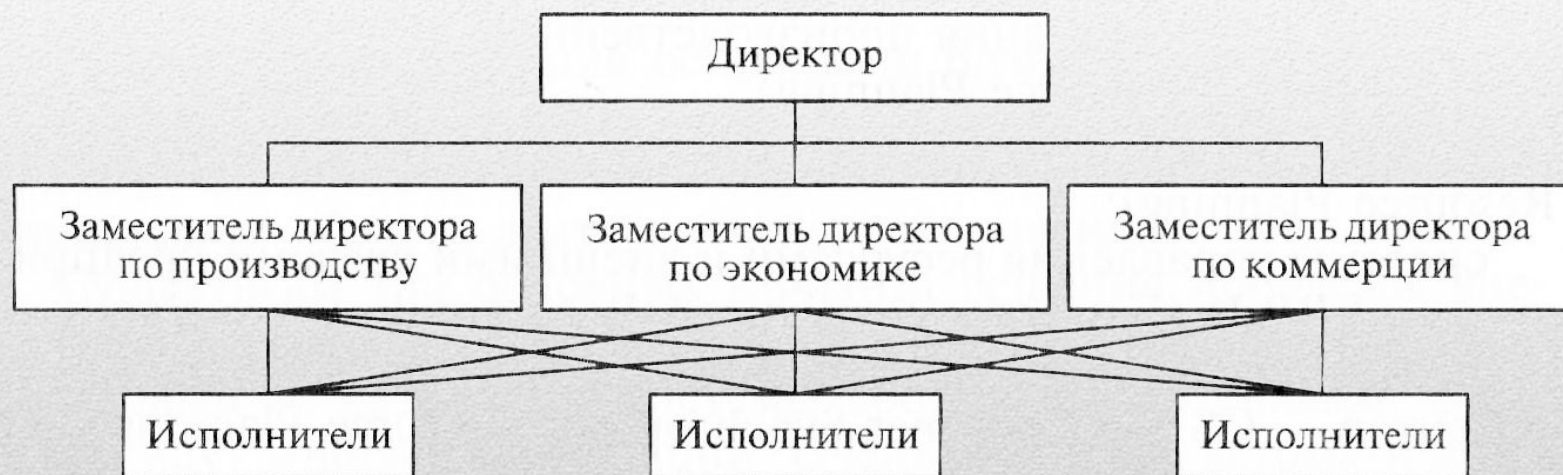 Директор
Заместитель директора
по производству
Заместитель директора
по экономике
Заместитель директора
по коммерции
Исполнители
Исполнители
Исполнители